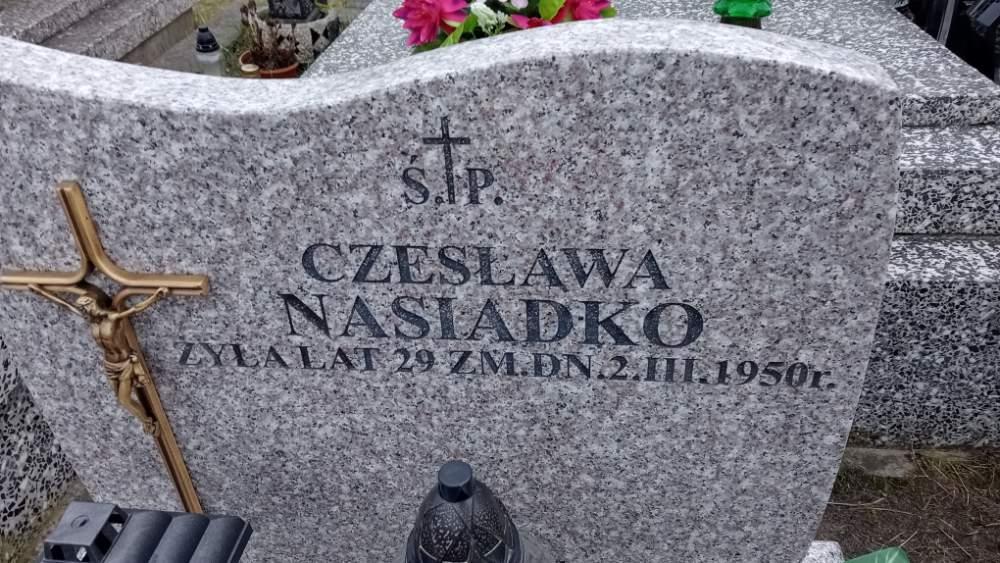 Ś.P.
CZESŁAWA
NASIADKO
ŻYŁA LAT 29 ZM.DN.2.III.1950r.